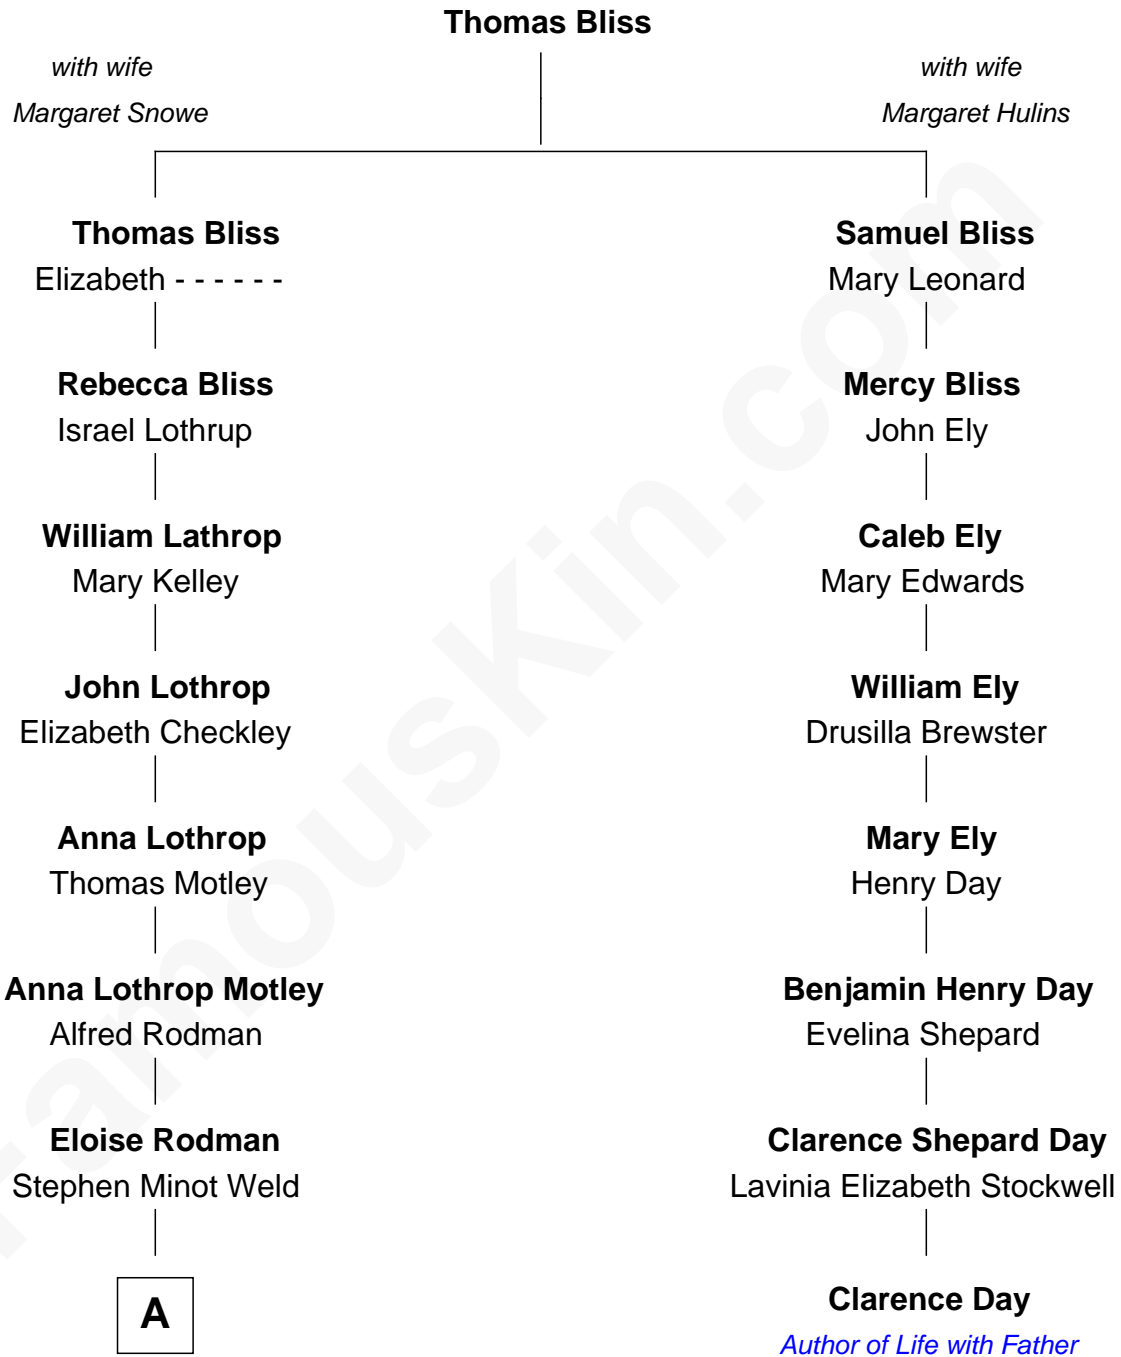 Thomas Bliss
with wife
Margaret Snowe
with wife
Margaret Hulins
Thomas Bliss
Elizabeth - - - - - -
Samuel Bliss
Mary Leonard
Rebecca Bliss
Israel Lothrup
Mercy Bliss
John Ely
William Lathrop
Mary Kelley
Caleb Ely
Mary Edwards
John Lothrop
Elizabeth Checkley
William Ely
Drusilla Brewster
Anna Lothrop
Thomas Motley
Mary Ely
Henry Day
Anna Lothrop Motley
Alfred Rodman
Benjamin Henry Day
Evelina Shepard
Eloise Rodman
Stephen Minot Weld
Clarence Shepard Day
Lavinia Elizabeth Stockwell
A
Clarence Day
Author of Life with Father
FamousKin.com